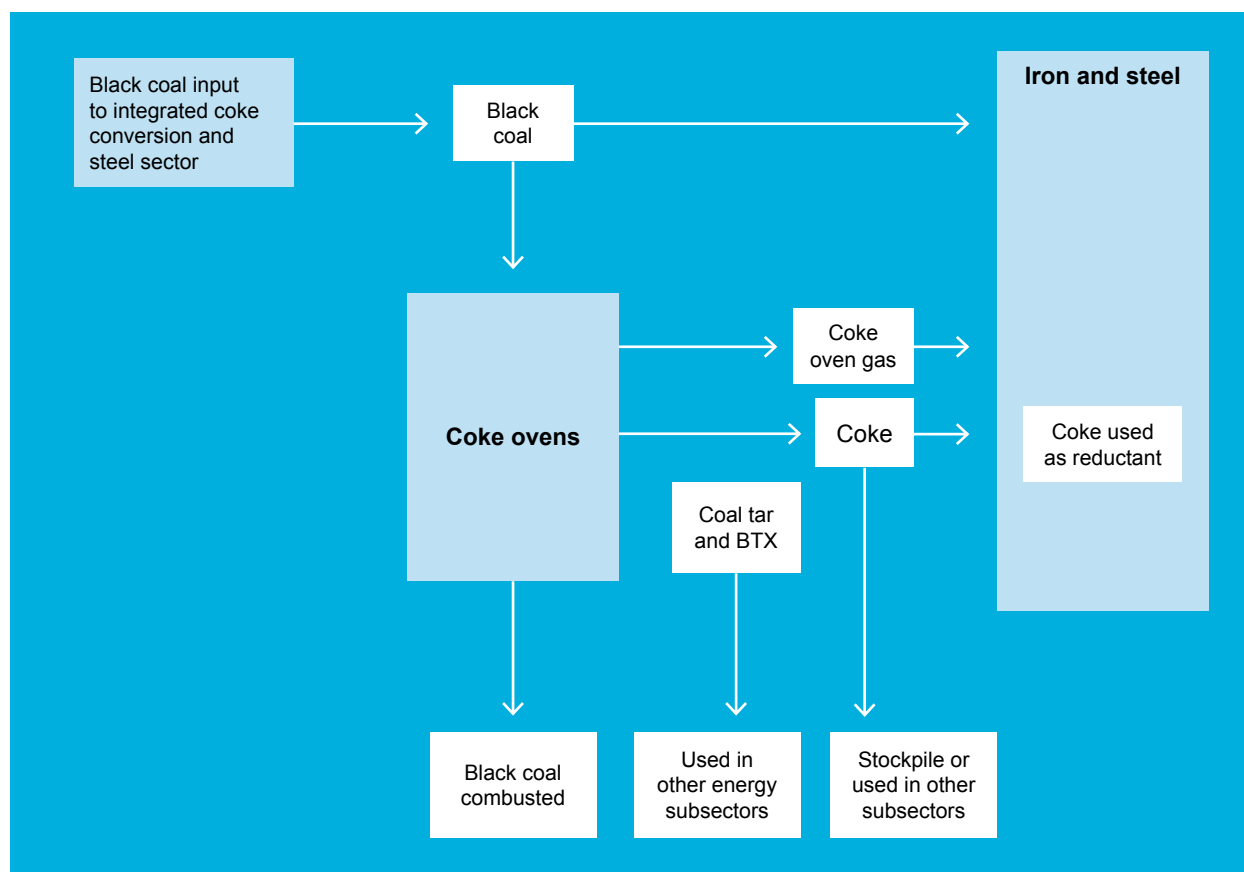 Black coal input
to integrated coke
conversion and
steel sector
Black
coal
Iron and steel
Coke ovens
Coke
oven gas
Coke
Coke used
as reductant
Coal tar
and BTX
Black coal
combusted
Used in
other energy
subsectors
Stockpile or
used in other
subsectors